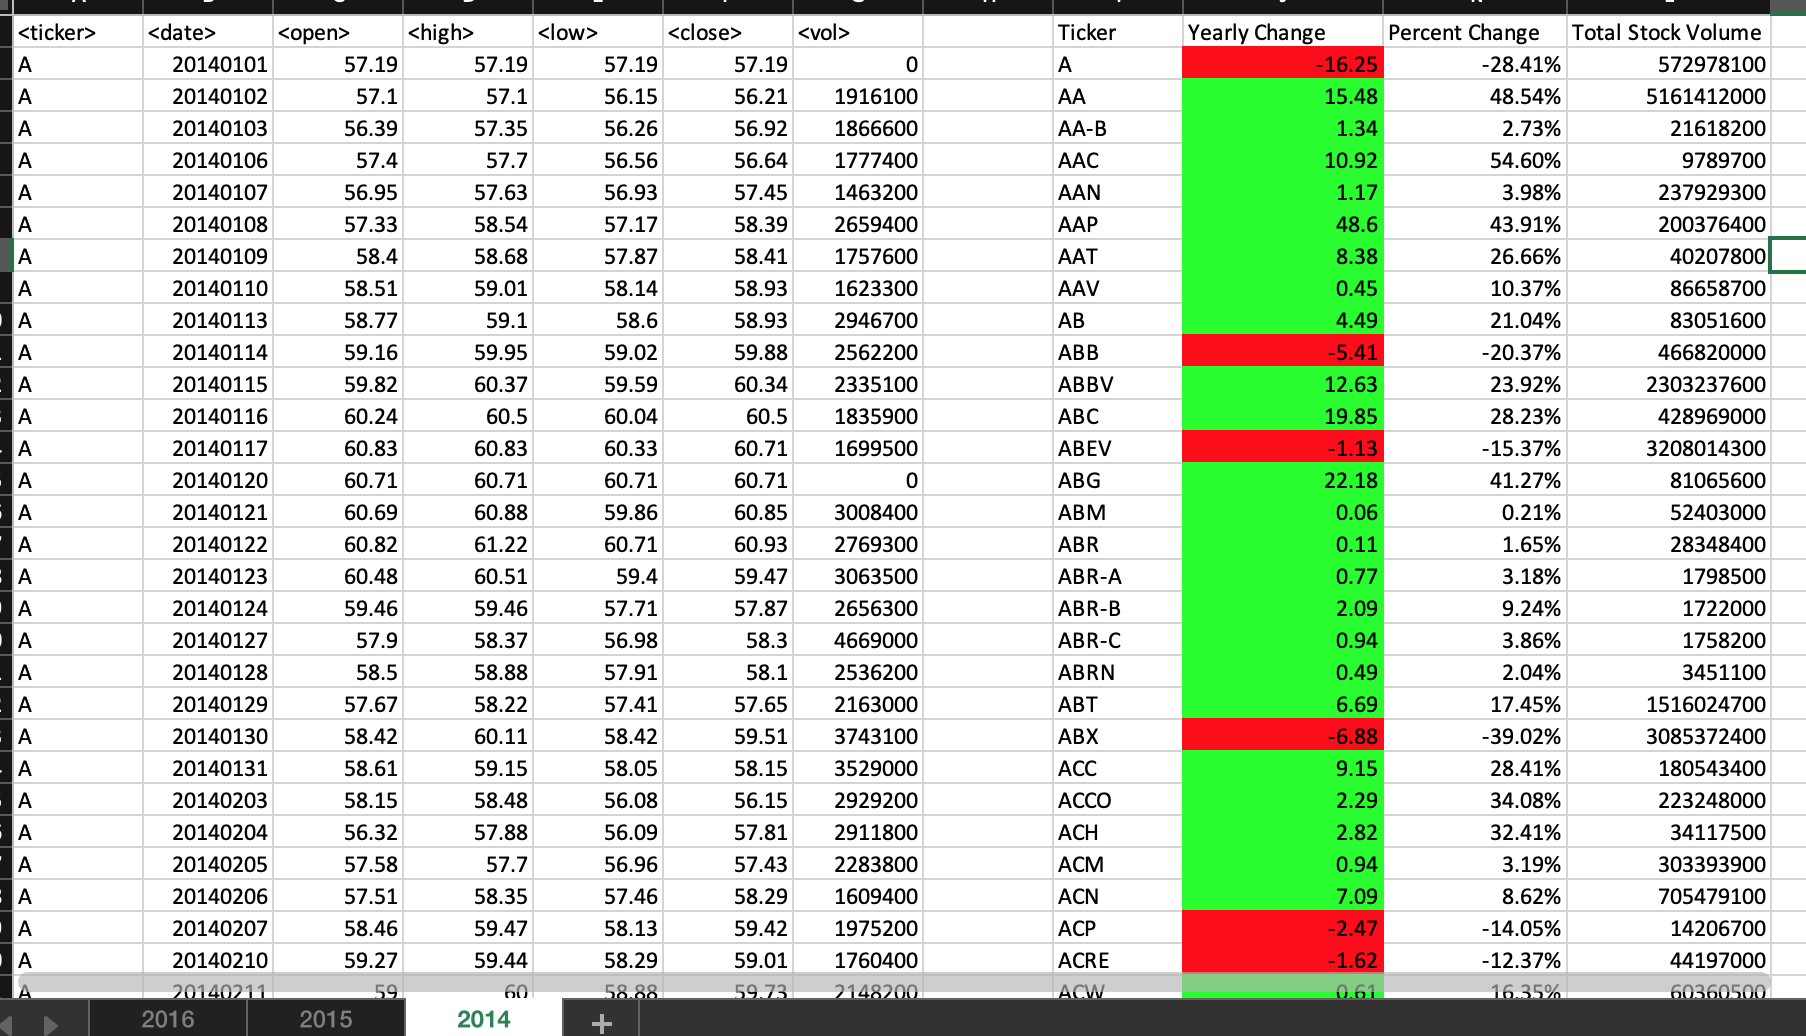 <ticker> <date> <open> <high> <low> <close> <vol> Ticker Yearly Change Percent Change Total Stock Volume
A 20140101 57.19 57.19 57.19 57.19 0 A -16.25 -28.41% 572978100
A 20140102 57.1 57.1 56.15 56.21 1916100 AA 15.48 48.54% 5161412000
A 20140103 56.39 57.35 56.26 56.92 1866600 AA-B 1.34 2.73% 21618200
A 20140106 57.4 57.7 56.56 56.64 1777400 AAC 10.92 54.60% 9789700
A 20140107 56.95 57.63 56.93 57.45 1463200 AAN 1.17 3.98% 237929300
A 20140108 57.33 58.54 57.17 58.39 2659400 AAP 48.6 43.91% 200376400
A 20140109 58.4 58.68 57.87 58.41 1757600 AAT 8.38 26.66% 40207800
A 20140110 58.51 59.01 58.14 58.93 1623300 AAV 0.45 10.37% 86658700
A 20140113 58.77 59.1 58.6 58.93 2946700 AB 4.49 21.04% 83051600
A 20140114 59.16 59.95 59.02 59.88 2562200 ABB -5.41 -20.37% 466820000
A 20140115 59.82 60.37 59.59 60.34 2335100 ABBV 12.63 23.92% 2303237600
A 20140116 60.24 60.5 60.04 60.5 1835900 ABC 19.85 28.23% 428969000
A 20140117 60.83 60.83 60.33 60.71 1699500 ABEV -1.13 -15.37% 3208014300
A 20140120 60.71 60.71 60.71 60.71 0 ABG 22.18 41.27% 81065600
A 20140121 60.69 60.88 59.86 60.85 3008400 ABM 0.06 0.21% 52403000
A 20140122 60.82 61.22 60.71 60.93 2769300 ABR 0.11 1.65% 28348400
A 20140123 60.48 60.51 59.4 59.47 3063500 ABR-A 0.77 3.18% 1798500
A 20140124 59.46 59.46 57.71 57.87 2656300 ABR-B 2.09 9.24% 1722000
A 20140127 57.9 58.37 56.98 58.3 4669000 ABR-C 0.94 3.86% 1758200
A 20140128 58.5 58.88 57.91 58.1 2536200 ABRN 0.49 2.04% 3451100
A 20140129 57.67 58.22 57.41 57.65 2163000 ABT 6.69 17.45% 1516024700
A 20140130 58.42 60.11 58.42 59.51 3743100 ABX -6.88 -39.02% 3085372400
A 20140131 58.61 59.15 58.05 58.15 3529000 ACC 9.15 28.41% 180543400
A 20140203 58.15 58.48 56.08 56.15 2929200 ACCO 2.29 34.08% 223248000
A 20140204 56.32 57.88 56.09 57.81 2911800 ACH 2.82 32.41% 34117500
A 20140205 57.58 57.7 56.96 57.43 2283800 ACM 0.94 3.19% 303393900
A 20140206 57.51 58.35 57.46 58.29 1609400 ACN 7.09 8.62% 705479100
A 20140207 58.46 59.47 58.13 59.42 1975200 ACP -2.47 -14.05% 14206700
A 20140210 59.27 59.44 58.29 59.01 1760400 ACRE -1.62 -12.37% 44197000
A 20140211 59 60 58.88 59.73 2148200 ACW 0.61 16.35% 60360500
2016 2015 2014 +